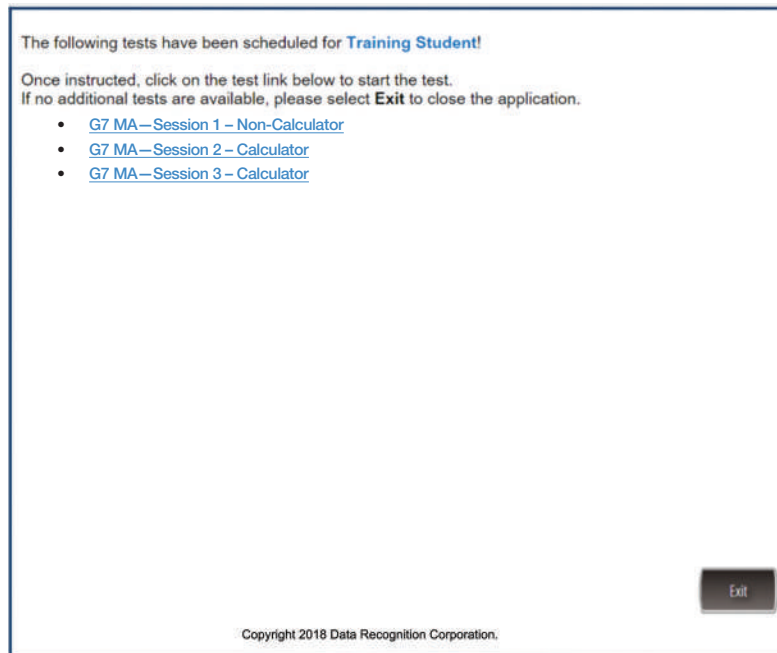 The following tests have been scheduled for Training Student!
Once instructed, click on the test link below to start the test.
If no additional tests are available, please select Exit to close the application.
• G7 MA—Session 1 – Non-Calculator
• G7 MA—Session 2 – Calculator
• G7 MA—Session 3 – Calculator
Exit
Copyright 2018 Data Recognition Corporation.